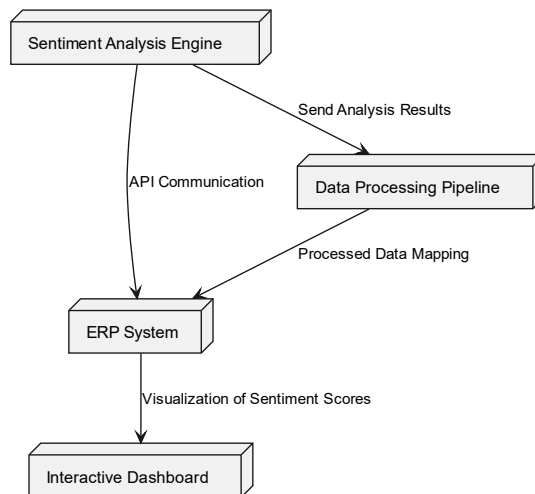 Sentiment Analysis Engine
Send Analysis Results
API Communication
Data Processing Pipeline
Processed Data Mapping
ERP System
Visualization of Sentiment Scores
Interactive Dashboard